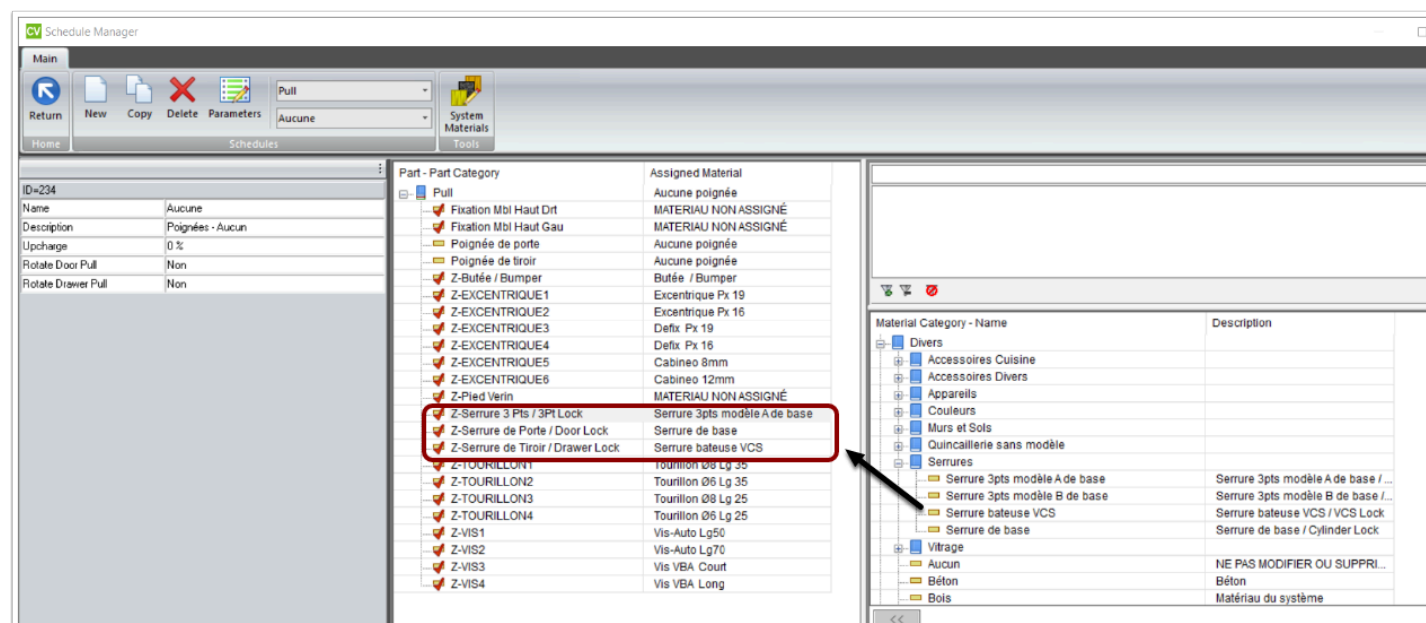 CV Schedule Manager
Main
Return
New
Copy
Delete
Parameters
Pull
Aucune
System Materials
Home
Schedules
Tools
ID=234
Name Aucune
Description Poignées - Aucun
Upcharge 0 %
Rotate Door Pull Non
Rotate Drawer Pull Non
Part - Part Category Assigned Material
Pull Aucune poignée
Fixation Mbl Haut Drt MATERIAU NON ASSIGNÉ
Fixation Mbl Haut Gau MATERIAU NON ASSIGNÉ
Poignée de porte Aucune poignée
Poignée de tiroir Aucune poignée
Z-Butée / Bumper Butée / Bumper
Z-EXCENTRIQUE1 Excentrique Px 19
Z-EXCENTRIQUE2 Excentrique Px 16
Z-EXCENTRIQUE3 Defix Px 19
Z-EXCENTRIQUE4 Defix Px 16
Z-EXCENTRIQUE5 Cabineo 8mm
Z-EXCENTRIQUE6 Cabineo 12mm
Z-Pied Verin MATERIAU NON ASSIGNÉ
Z-Serrure 3 Pts / 3Pt Lock Serrure 3pts modèle A de base
Z-Serrure de Porte / Door Lock Serrure de base
Z-Serrure de Tiroir / Drawer Lock Serrure bateuse VCS
Z-TOURILLON1 Tourillon Ø8 Lg 35
Z-TOURILLON2 Tourillon Ø6 Lg 35
Z-TOURILLON3 Tourillon Ø8 Lg 25
Z-TOURILLON4 Tourillon Ø6 Lg 25
Z-VIS1 Vis-Auto Lg50
Z-VIS2 Vis-Auto Lg70
Z-VIS3 Vis VBA Court
Z-VIS4 Vis VBA Long
Material Category - Name Description
Divers
Accessoires Cuisine
Accessoires Divers
Appareils
Couleurs
Murs et Sols
Quincaillerie sans modèle
Serrures
Serrure 3pts modèle A de base Serrure 3pts modèle A de base / ...
Serrure 3pts modèle B de base Serrure 3pts modèle B de base /...
Serrure bateuse VCS Serrure bateuse VCS / VCS Lock
Serrure de base Serrure de base / Cylinder Lock
Vitrage
Aucun NE PAS MODIFIER OU SUPPRI...
Béton Béton
Bois Matériau du système
<<